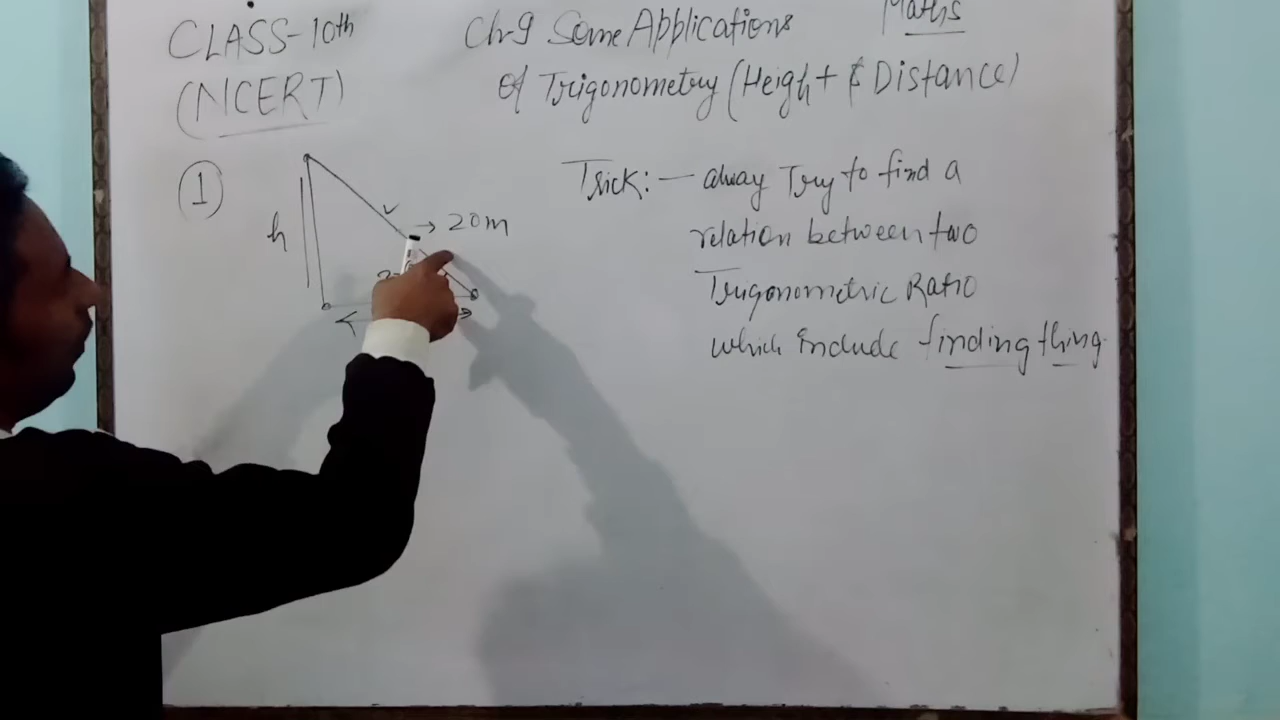 CLASS-10th
(NCERT)
Ch-9 Some Applications
Of Trigonometry (Height & Distance)
Maths
1
h
20m
Trick: — alway Try to find a
relation between two
Trigonometric Ratio
which include finding thing.